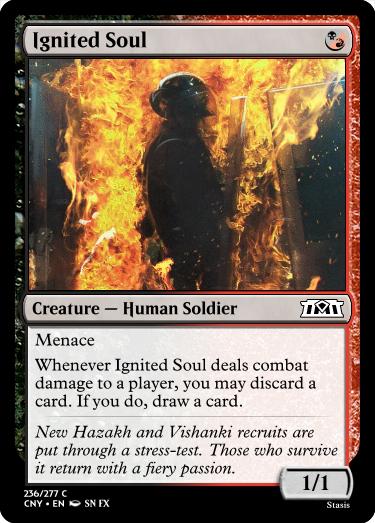 Ignited Soul
Creature — Human Soldier
Menace
Whenever Ignited Soul deals combat
damage to a player, you may discard a
card. If you do, draw a card.
New Hazakh and Vishanki recruits are
put through a stress-test. Those who survive
it return with a fiery passion.
1/1
236/277 C
CNY • EN SN FX
Stasis